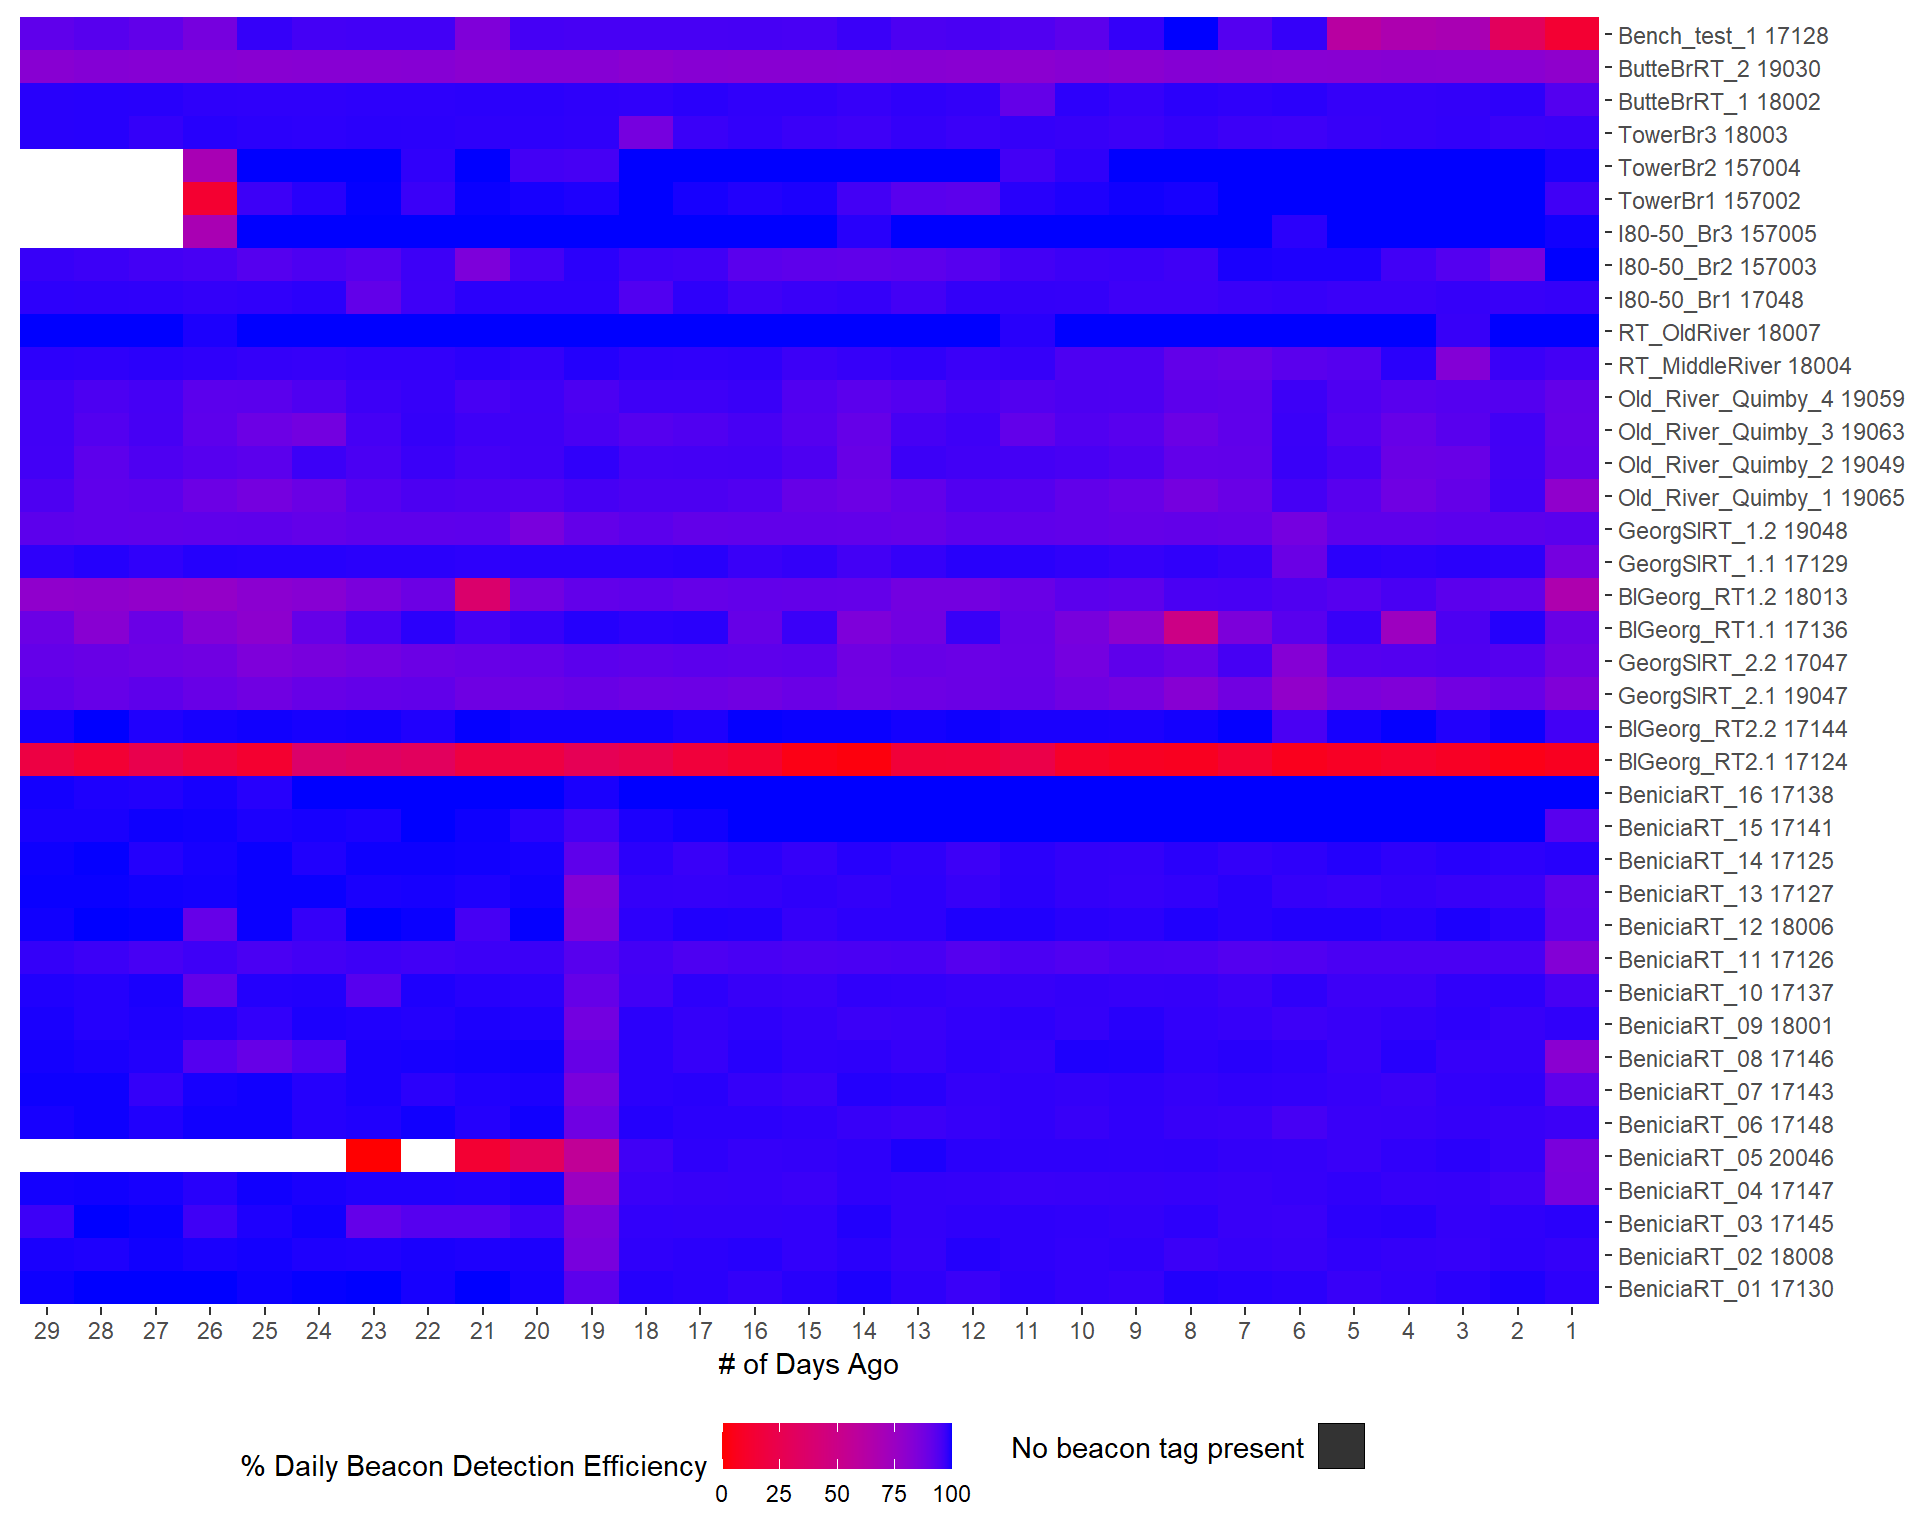 Bench_test_1 17128
ButteBrRT_2 19030
ButteBrRT_1 18002
TowerBr3 18003
TowerBr2 157004
TowerBr1 157002
I80-50_Br3 157005
I80-50_Br2 157003
I80-50_Br1 17048
RT_OldRiver 18007
RT_MiddleRiver 18004
Old_River_Quimby_4 19059
Old_River_Quimby_3 19063
Old_River_Quimby_2 19049
Old_River_Quimby_1 19065
GeorgSlRT_1.2 19048
GeorgSlRT_1.1 17129
BlGeorg_RT1.2 18013
BlGeorg_RT1.1 17136
GeorgSlRT_2.2 17047
GeorgSlRT_2.1 19047
BlGeorg_RT2.2 17144
BlGeorg_RT2.1 17124
BeniciaRT_16 17138
BeniciaRT_15 17141
BeniciaRT_14 17125
BeniciaRT_13 17127
BeniciaRT_12 18006
BeniciaRT_11 17126
BeniciaRT_10 17137
BeniciaRT_09 18001
BeniciaRT_08 17146
BeniciaRT_07 17143
BeniciaRT_06 17148
BeniciaRT_05 20046
BeniciaRT_04 17147
BeniciaRT_03 17145
BeniciaRT_02 18008
BeniciaRT_01 17130
29 28 27 26 25 24 23 22 21 20 19 18 17 16 15 14 13 12 11 10 9 8 7 6 5 4 3 2 1
# of Days Ago
% Daily Beacon Detection Efficiency
0 25 50 75 100
No beacon tag present